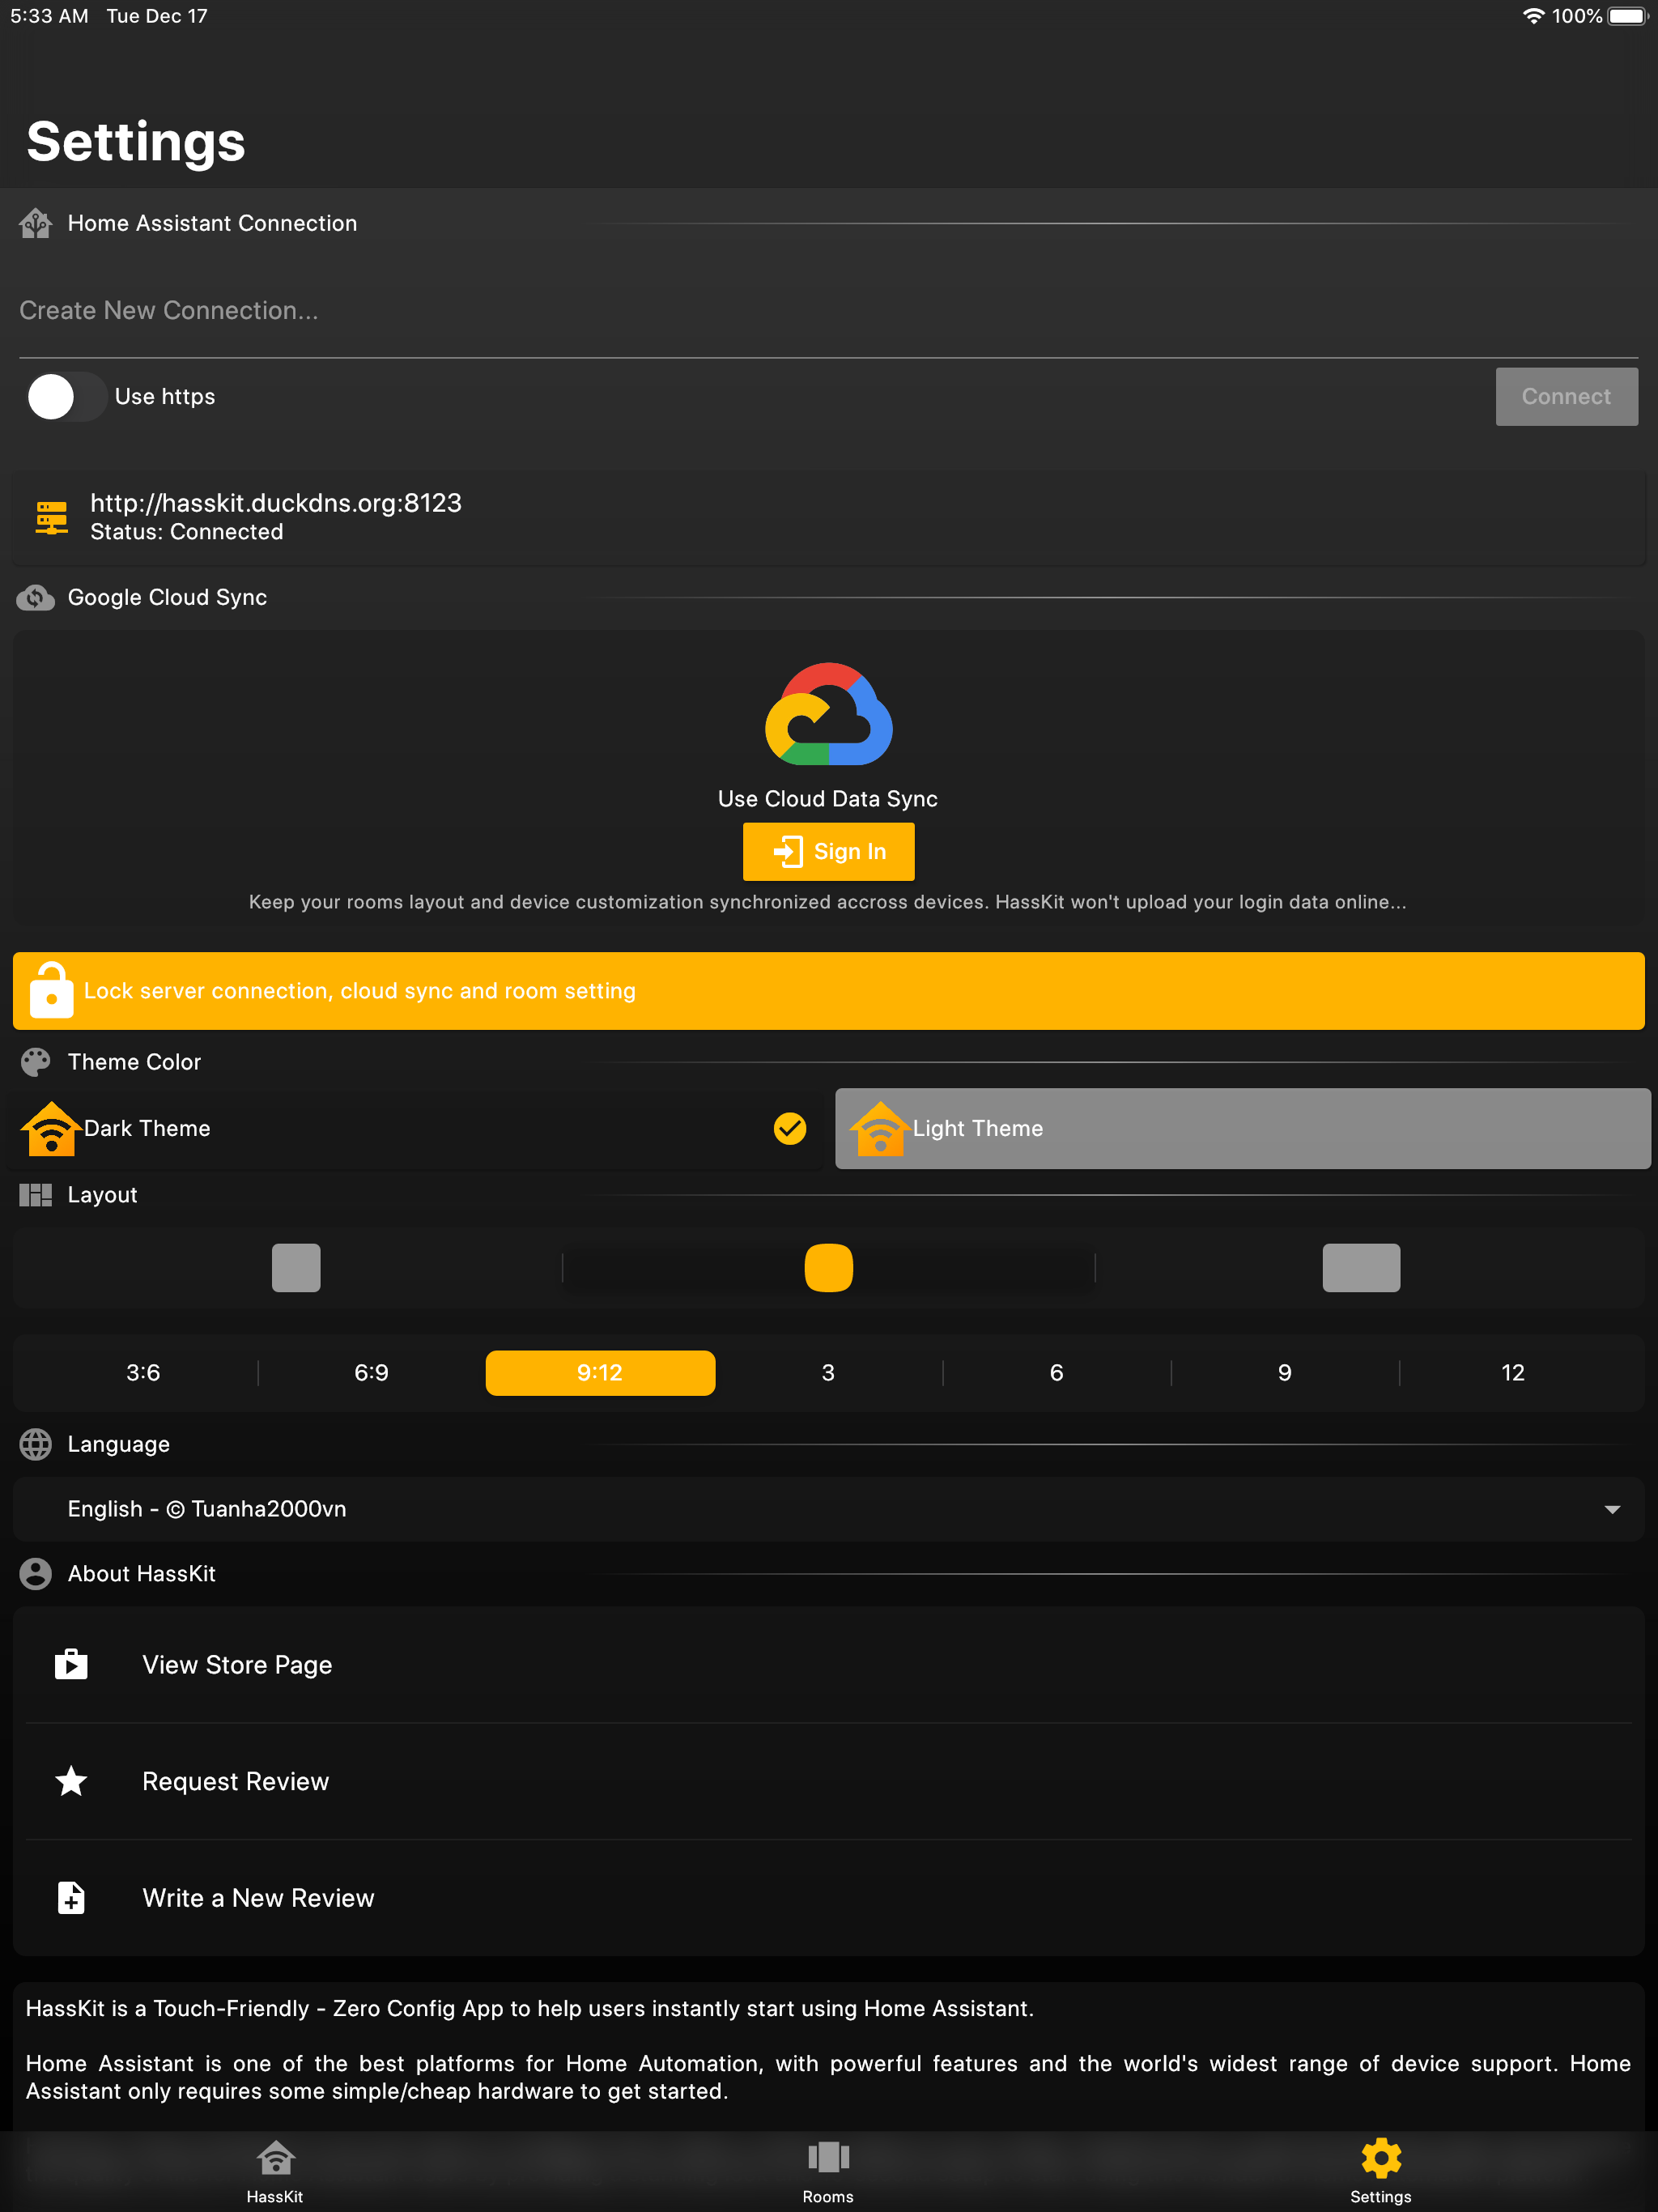 5:33 AM Tue Dec 17 100%
Settings
Home Assistant Connection
Create New Connection...
Use https Connect
http://hasskit.duckdns.org:8123
Status: Connected
Google Cloud Sync
Use Cloud Data Sync
Sign In
Keep your rooms layout and device customization synchronized accross devices. HassKit won't upload your login data online...
Lock server connection, cloud sync and room setting
Theme Color
Dark Theme Light Theme
Layout
3:6 6:9 9:12 3 6 9 12
Language
English - © Tuanha2000vn
About HassKit
View Store Page
Request Review
Write a New Review
HassKit is a Touch-Friendly - Zero Config App to help users instantly start using Home Assistant.
Home Assistant is one of the best platforms for Home Automation, with powerful features and the world's widest range of device support. Home
Assistant only requires some simple/cheap hardware to get started.
HassKit Rooms Settings